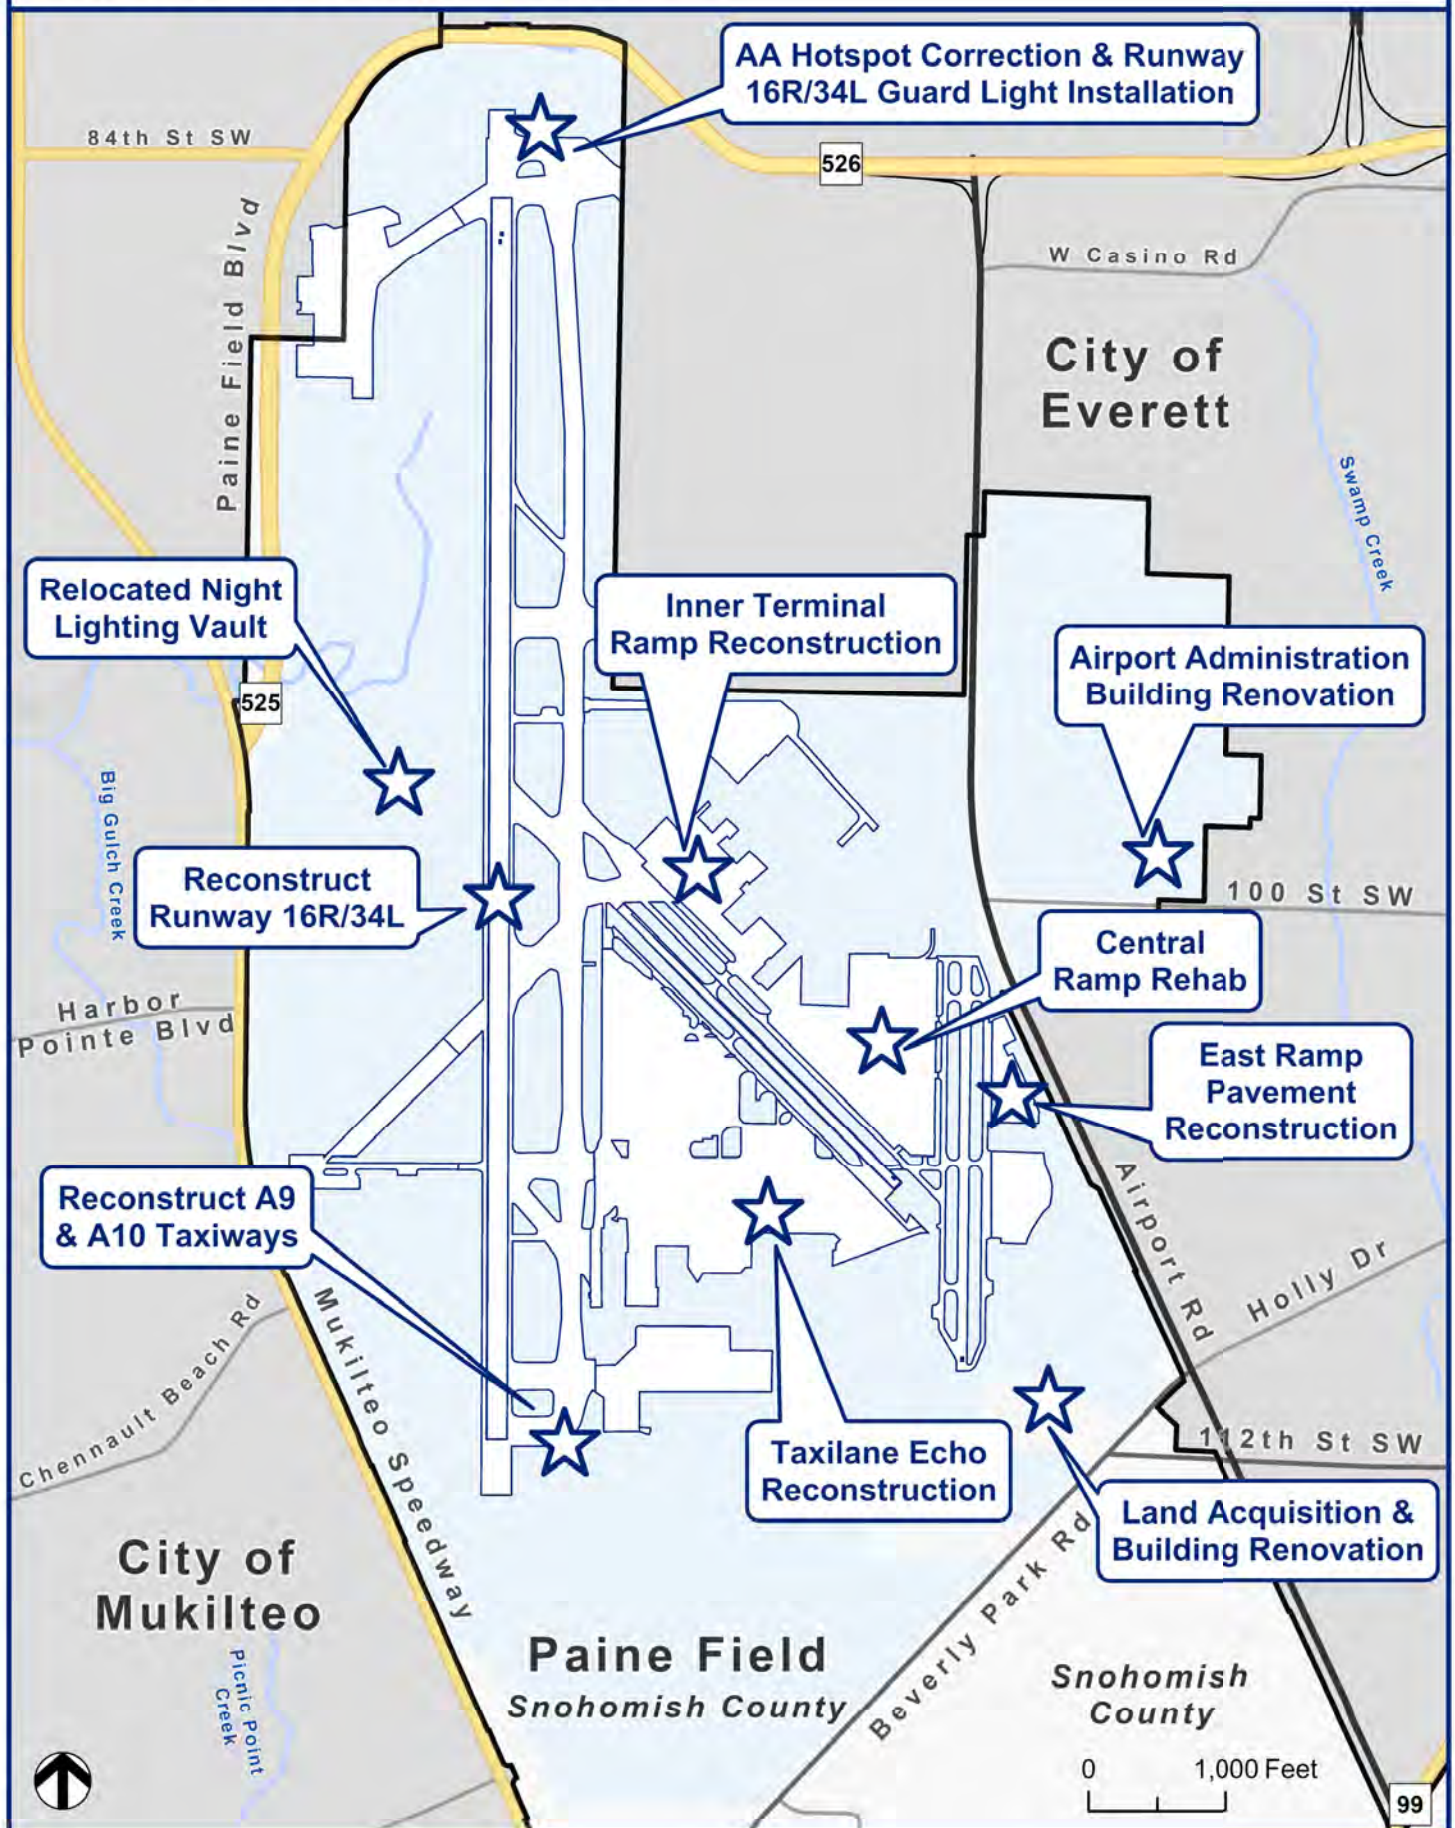 AA Hotspot Correction & Runway
16R/34L Guard Light Installation
84th St SW
526
Paine Field Blvd
W Casino Rd
City of
Everett
Swamp Creek
Relocated Night
Lighting Vault
Inner Terminal
Ramp Reconstruction
Airport Administration
Building Renovation
525
Big Gulch Creek
Reconstruct
Runway 16R/34L
100 St SW
Central
Ramp Rehab
Harbor
Pointe Blvd
East Ramp
Pavement
Reconstruction
Reconstruct A9
& A10 Taxiways
Airport Rd
Holly Dr
Chennault Beach Rd
Mukilteo Speedway
Taxilane Echo
Reconstruction
112th St SW
Land Acquisition &
Building Renovation
City of
Mukilteo
Beverly Park Rd
Paine Field
Snohomish County
Picnic Point
Creek
Snohomish
County
0 1,000 Feet
99